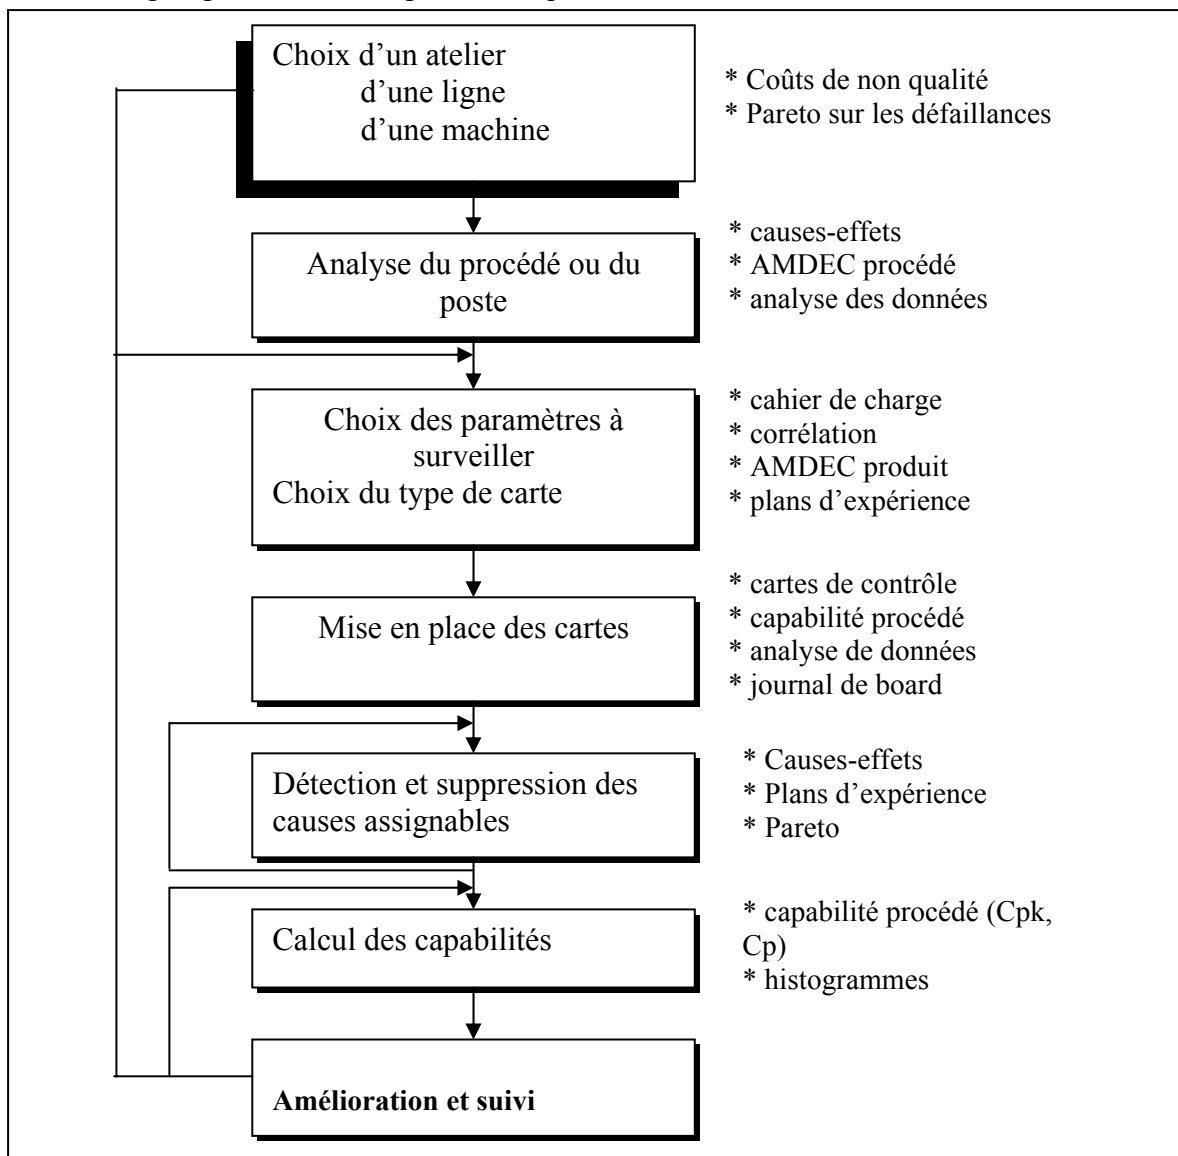 Choix d’un atelier
d’une ligne
d’une machine
* Coûts de non qualité
* Pareto sur les défaillances
Analyse du procédé ou du
poste
* causes-effets
* AMDEC procédé
* analyse des données
Choix des paramètres à
surveiller
Choix du type de carte
* cahier de charge
* corrélation
* AMDEC produit
* plans d’expérience
Mise en place des cartes
* cartes de contrôle
* capabilité procédé
* analyse de données
* journal de board
Détection et suppression des
causes assignables
* Causes-effets
* Plans d’expérience
* Pareto
Calcul des capabilités
* capabilité procédé (Cpk,
Cp)
* histogrammes
Amélioration et suivi